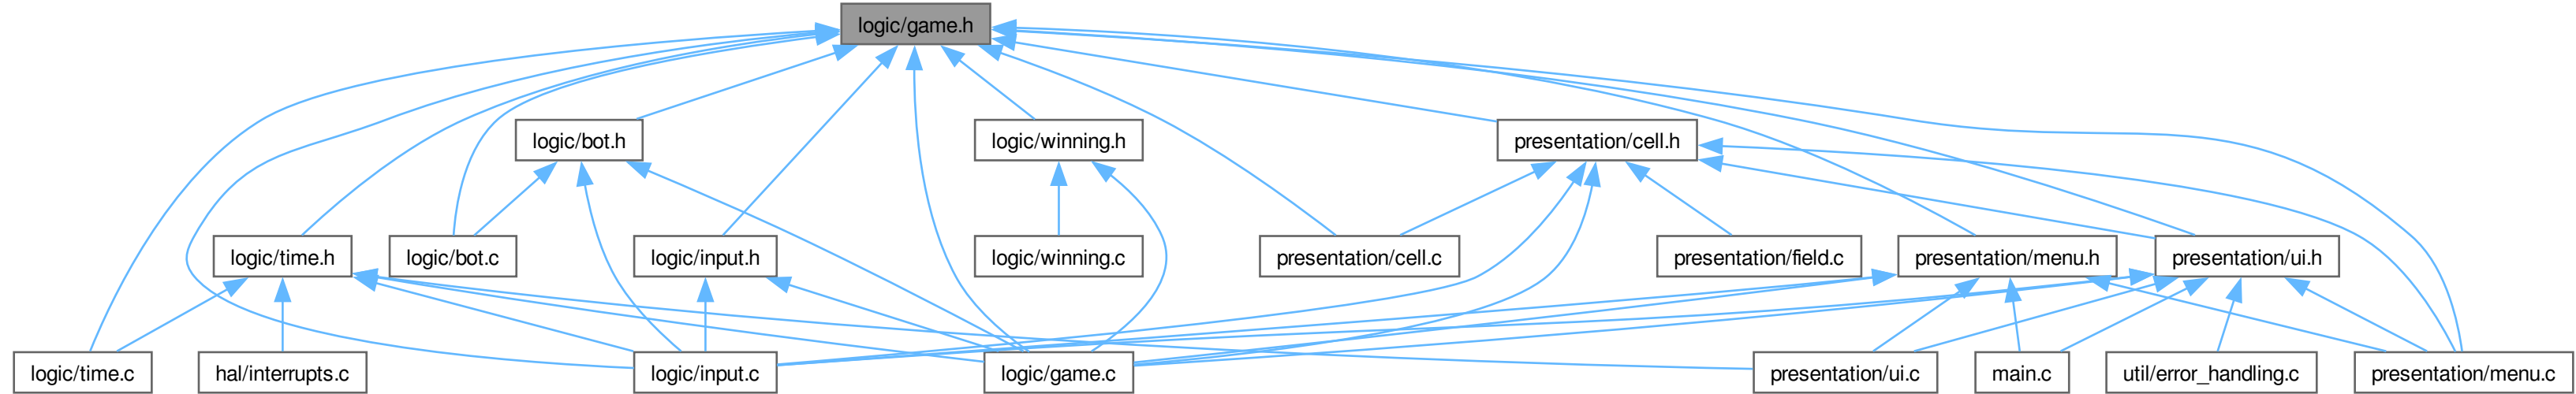 logic/game.h
logic/bot.h
logic/winning.h
presentation/cell.h
logic/time.h
logic/bot.c
logic/input.h
logic/winning.c
presentation/cell.c
presentation/field.c
presentation/menu.h
presentation/ui.h
logic/time.c
hal/interrupts.c
logic/input.c
logic/game.c
presentation/ui.c
main.c
util/error_handling.c
presentation/menu.c